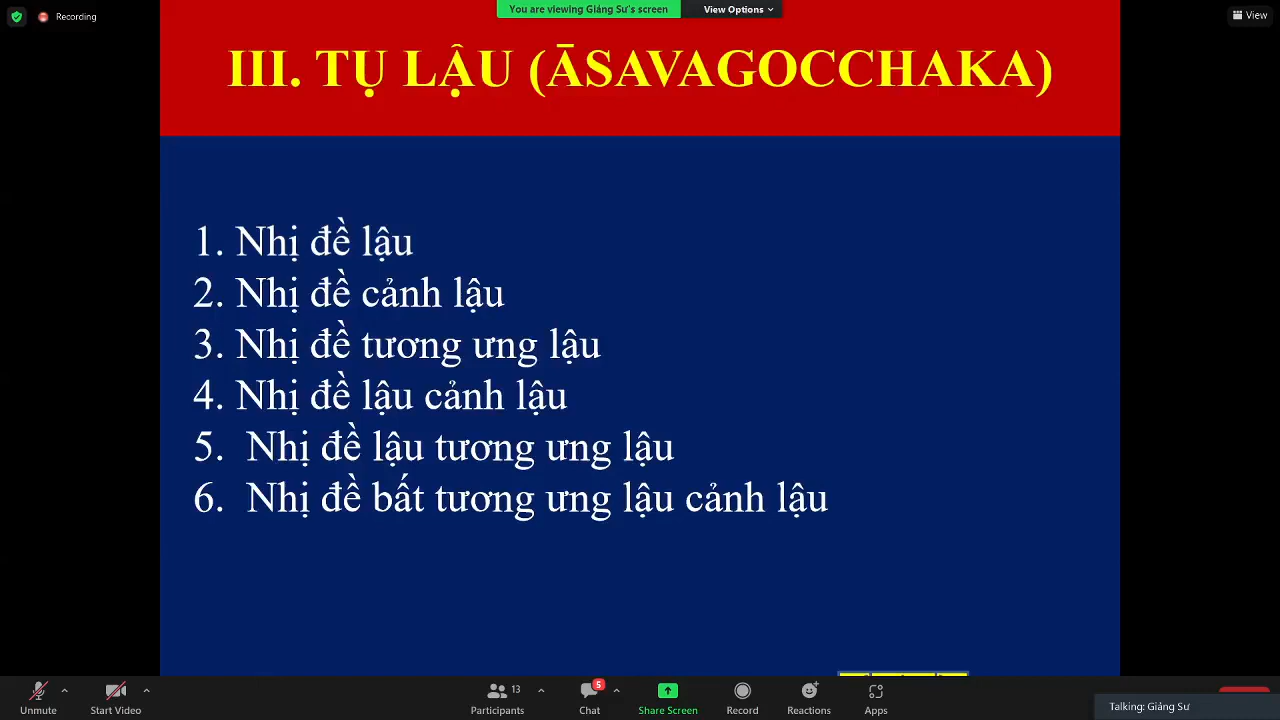 You are viewing Giảng Sư's screen
View Options
Recording
View
III. TỤ LẬU (ĀSAVAGOCCHAKA)
1. Nhị đề lậu
2. Nhị đề cảnh lậu
3. Nhị đề tương ưng lậu
4. Nhị đề lậu cảnh lậu
5. Nhị đề lậu tương ưng lậu
6. Nhị đề bất tương ưng lậu cảnh lậu
Unmute
Start Video
13
Participants
5
Chat
Share Screen
Record
Reactions
Apps
Talking: Giảng Sư